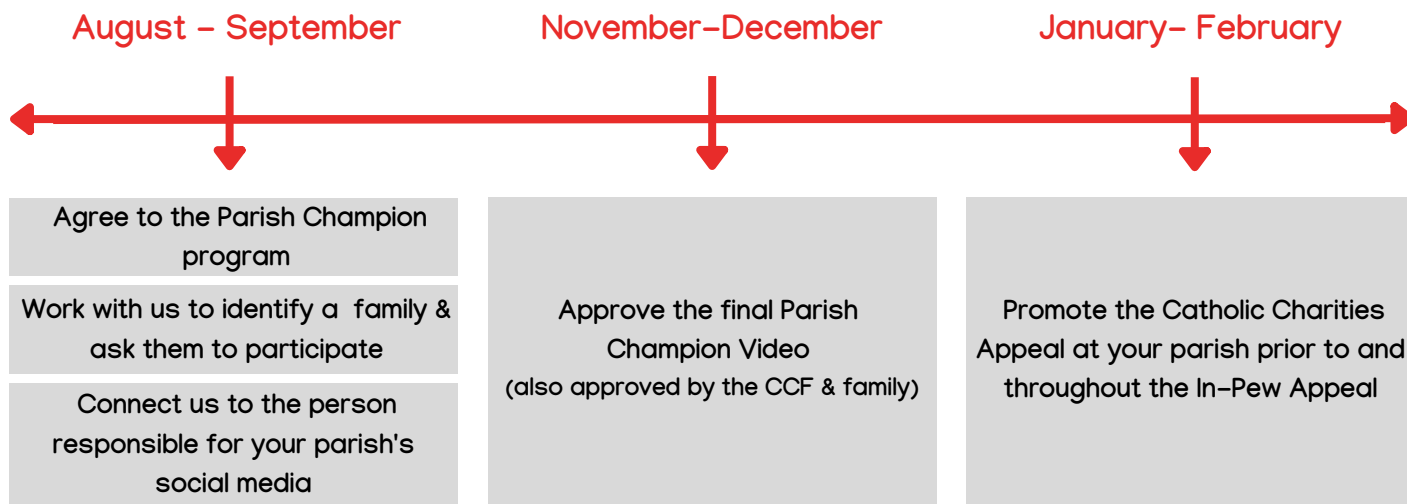 August - September
November-December
January- February
Agree to the Parish Champion
program
Work with us to identify a family &
ask them to participate
Connect us to the person
responsible for your parish's
social media
Approve the final Parish
Champion Video
(also approved by the CCF & family)
Promote the Catholic Charities
Appeal at your parish prior to and
throughout the In-Pew Appeal